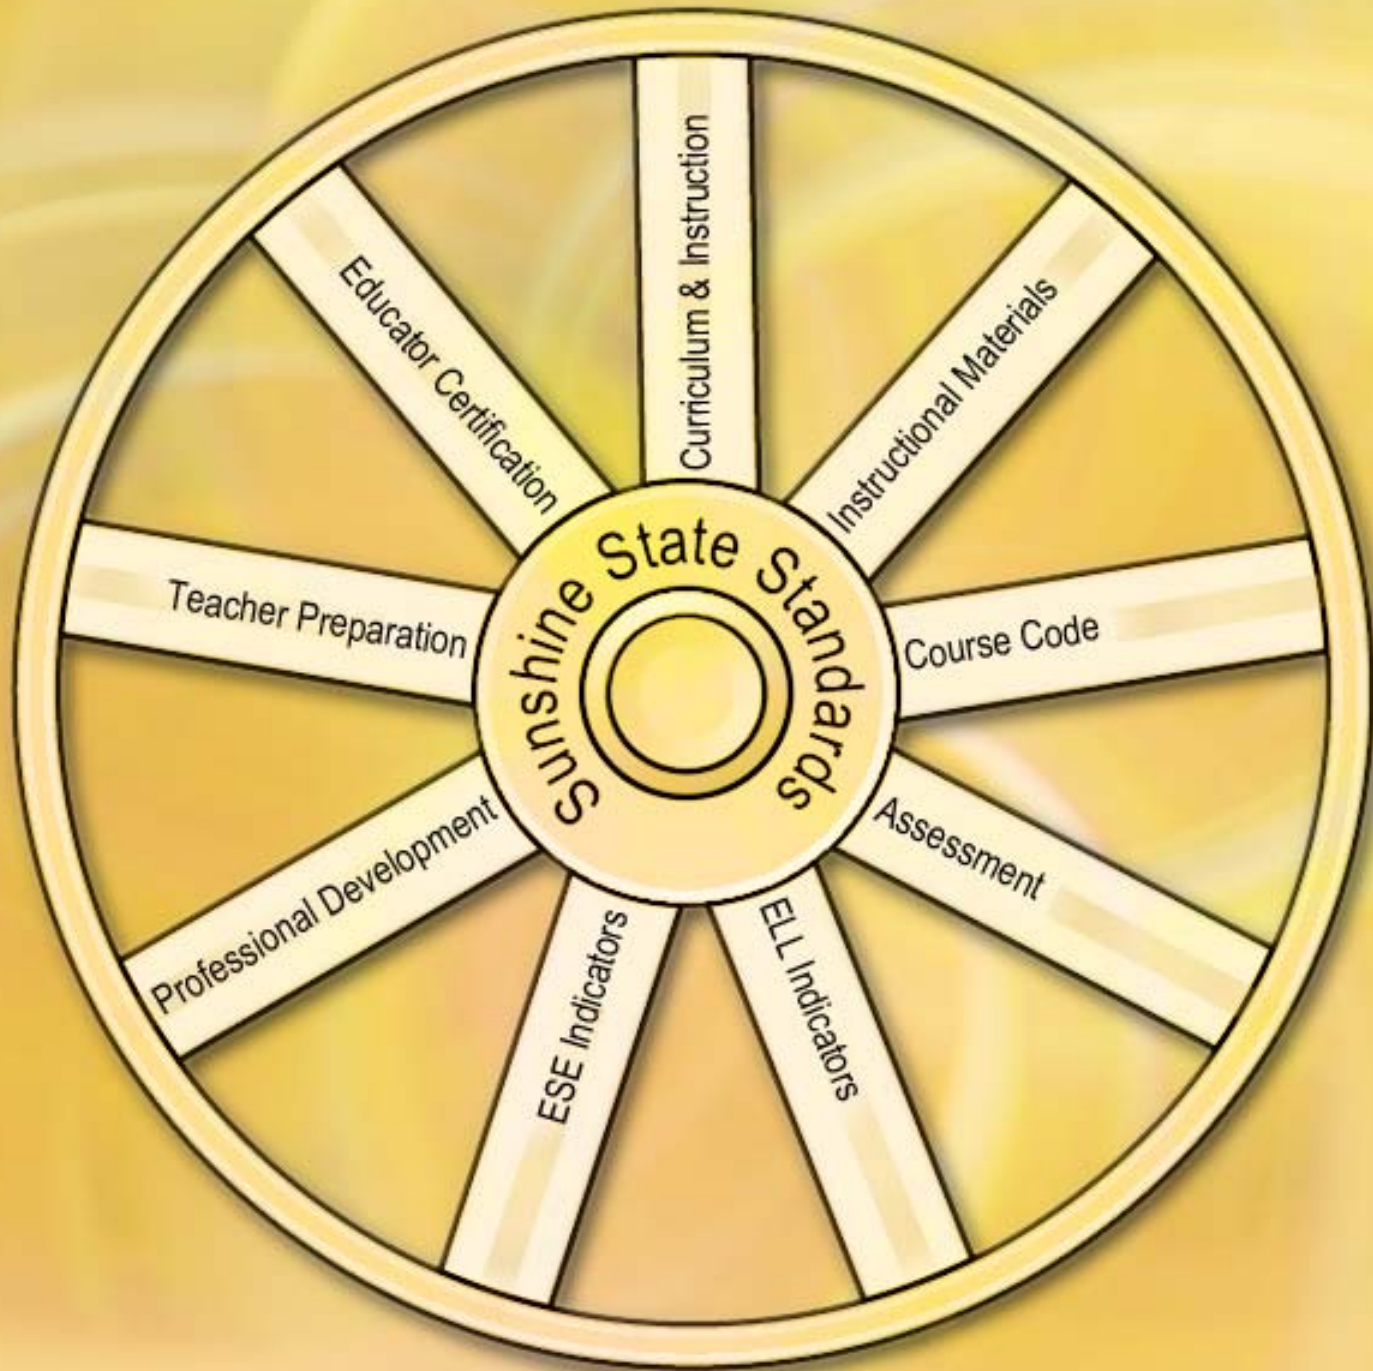 Sunshine State Standards
Curriculum & Instruction
Instructional Materials
Course Code
Assessment
ELL Indicators
ESE Indicators
Professional Development
Teacher Preparation
Educator Certification